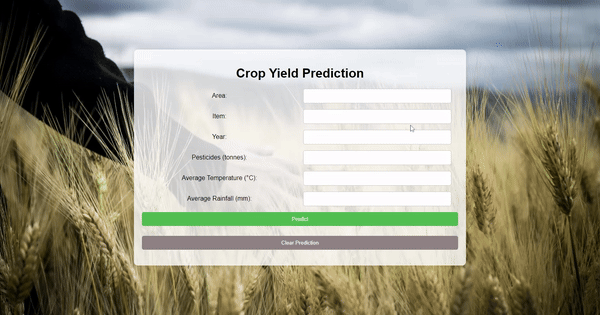 Crop Yield Prediction
Area:
Item:
Year:
Pesticides (tonnes):
Average Temperature (°C):
Average Rainfall (mm):
Predict
Clear Prediction